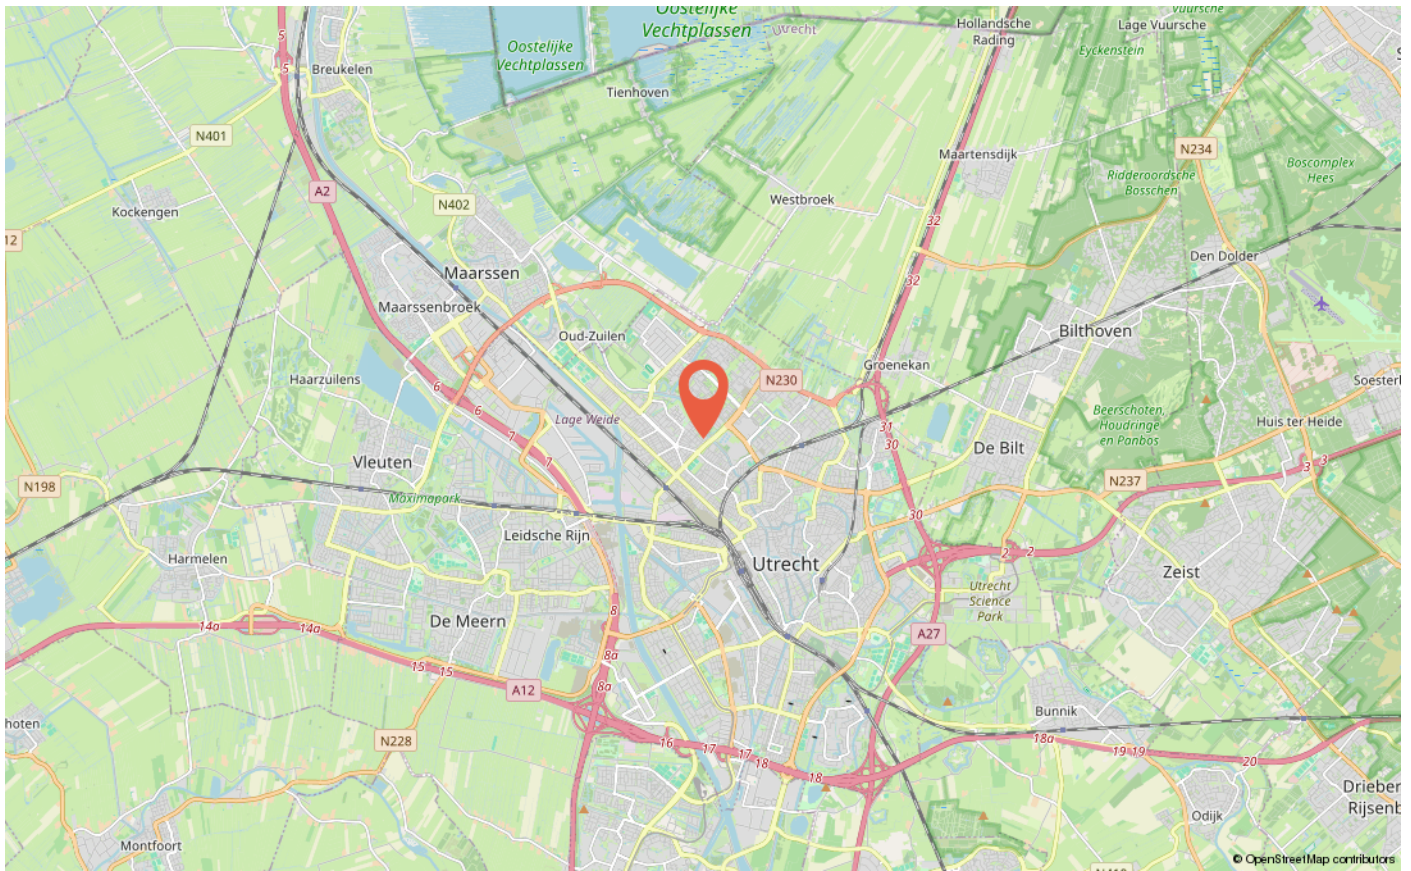 Oostelijke
Vechtplassen
Utrecht
Hollandsche
Rading
Lage Vuursche
Vuursche
Eyckenstein
5
5
Breukelen
Oostelijke
Vechtplassen
Tienhoven
N401
N234
Maartensdijk
Boscomplex
Hees
Ridderoordsche
Bosschen
A2
N402
Kockengen
Westbroek
32
12
Den Dolder
Maarssen
32
Maarssenbroek
Oud-Zuilen
Bilthoven
Groenekan
Haarzuilens
N230
Soesterl
6
6
Lage Weide
Beerschoten,
Houdringe
en Panbos
Huis ter Heide
31
30
7
De Bilt
Vleuten
7
3
3
N198
N237
Maximapark
30
Leidsche Rijn
2
2
Harmelen
Utrecht
Zeist
Utrecht
Science
Park
8
De Meern
14a
14a
A27
8a
15
15
8a
A12
Bunnik
hoten
N228
16
17
17
18
18
18a
19
19
20
Drieber
Rijsenb
Odijk
Montfoort
© OpenStreetMap contributors